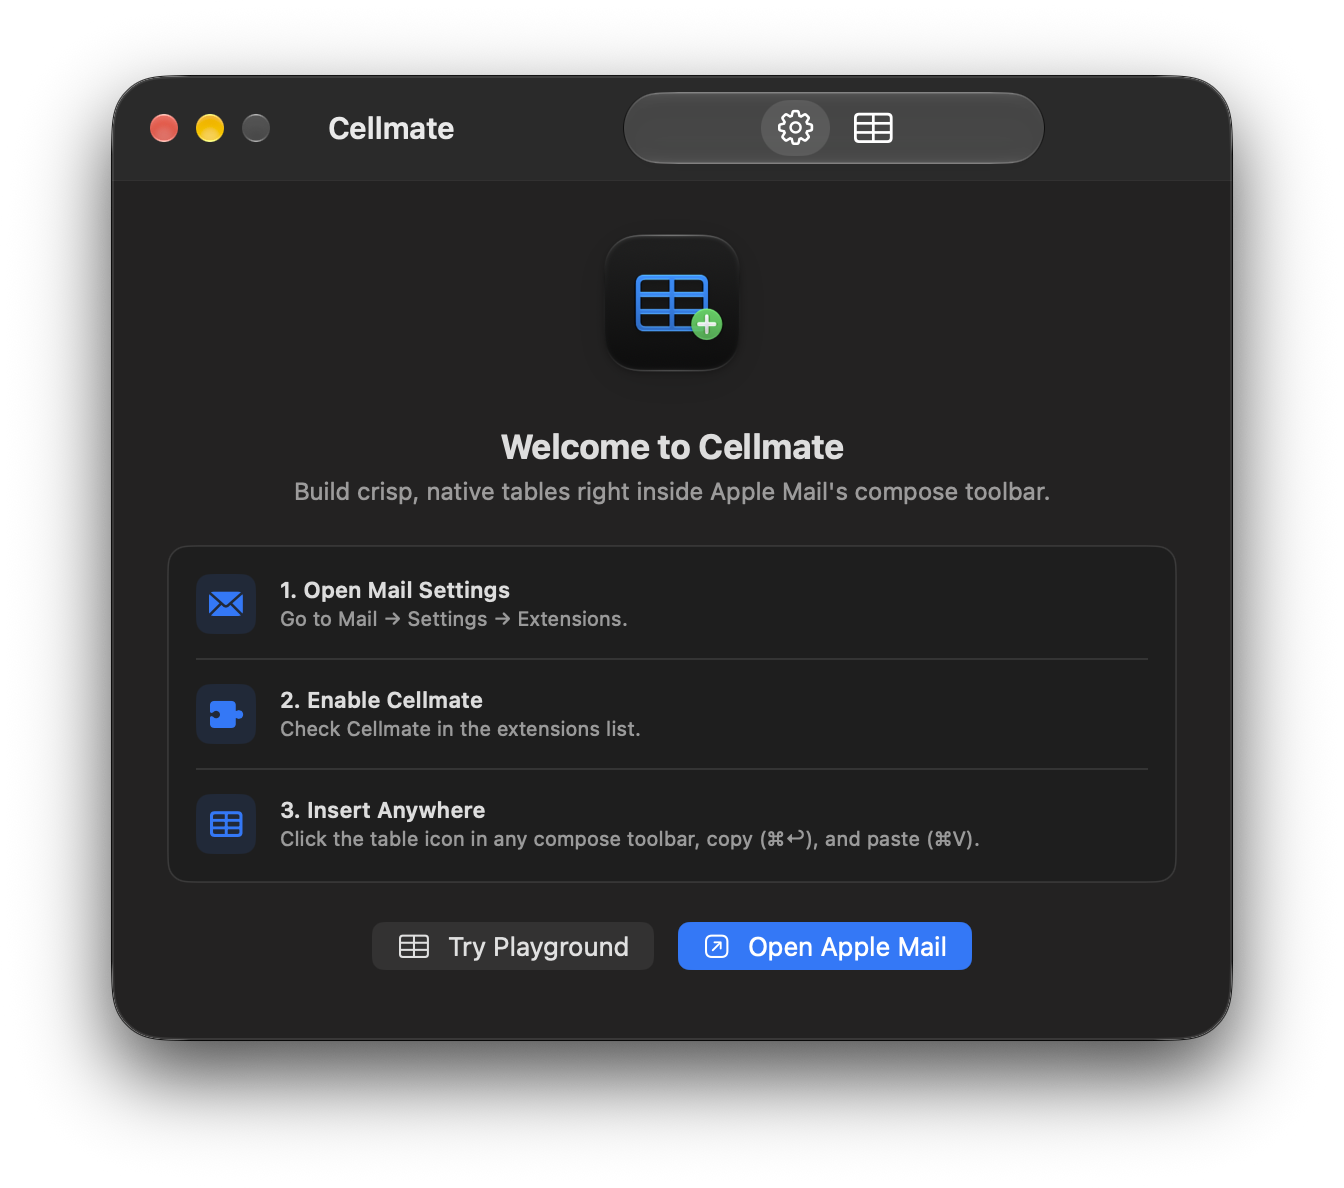 Cellmate
Welcome to Cellmate
Build crisp, native tables right inside Apple Mail's compose toolbar.
1. Open Mail Settings
Go to Mail → Settings → Extensions.
2. Enable Cellmate
Check Cellmate in the extensions list.
3. Insert Anywhere
Click the table icon in any compose toolbar, copy (⌘↩), and paste (⌘V).
Try Playground
Open Apple Mail